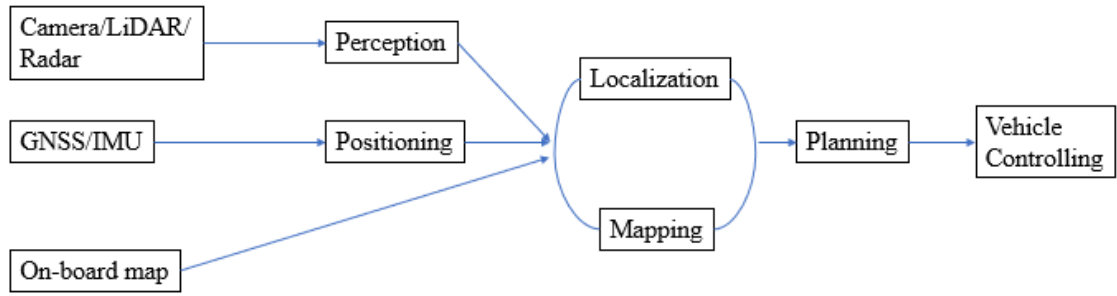 Camera/LiDAR/
Radar
Perception
Localization
GNSS/IMU
Positioning
Planning
Vehicle
Controlling
Mapping
On-board map